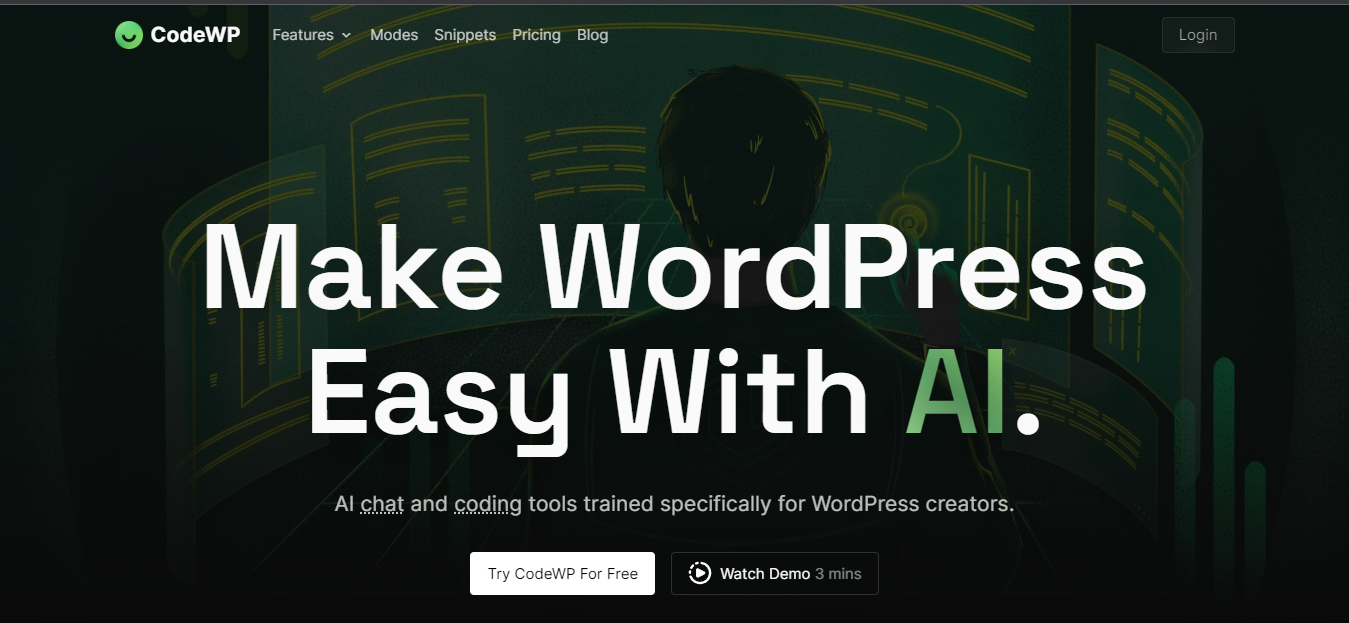 CodeWP Features Modes Snippets Pricing Blog Login
Make WordPress
Easy With AI.
AI chat and coding tools trained specifically for WordPress creators.
Try CodeWP For Free Watch Demo 3 mins